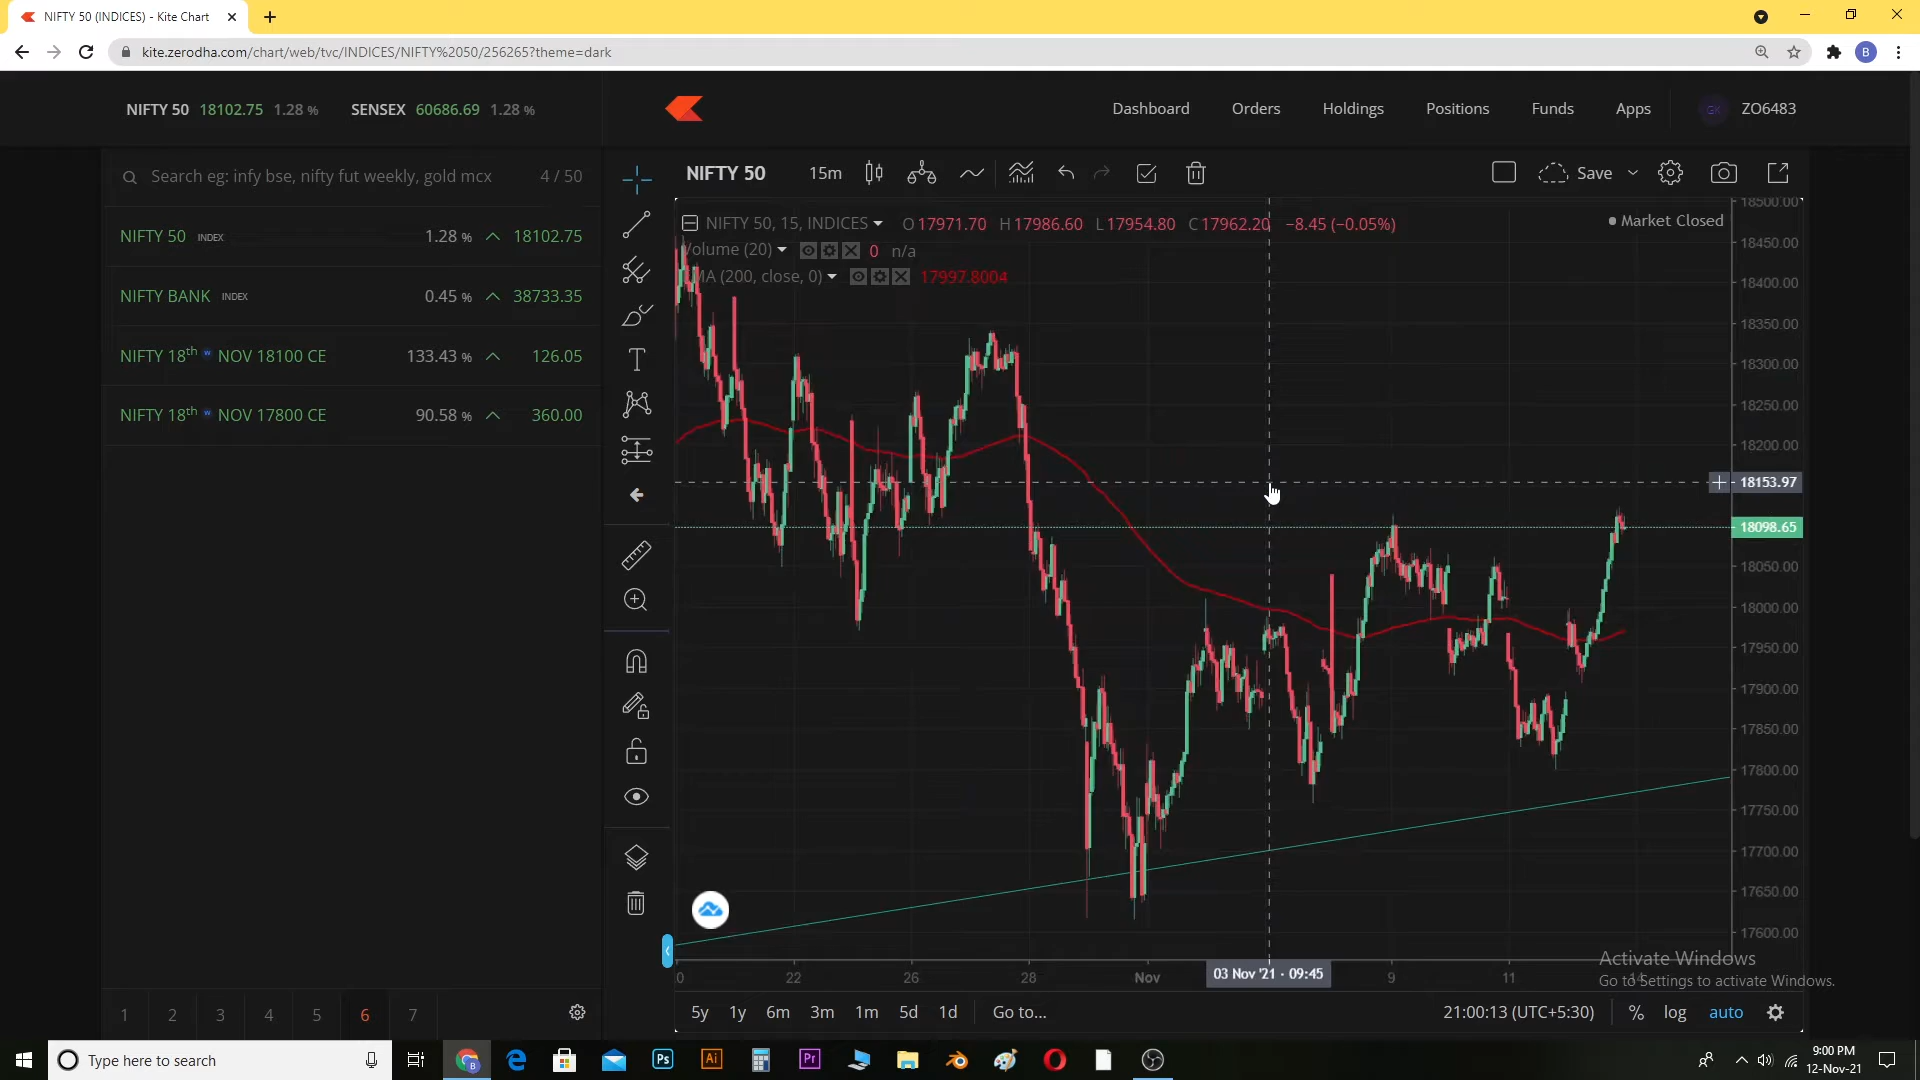 NIFTY 50 (INDICES) - Kite Chart
kite.zerodha.com/chart/web/tvc/INDICES/NIFTY%2050/256265?theme=dark
B
NIFTY 50 18102.75 1.28 % SENSEX 60686.69 1.28 %
Dashboard Orders Holdings Positions Funds Apps GK ZO6483
Search eg: infy bse, nifty fut weekly, gold mcx 4 / 50
NIFTY 50 INDEX 1.28 % 18102.75
NIFTY BANK INDEX 0.45 % 38733.35
NIFTY 18th W NOV 18100 CE 133.43 % 126.05
NIFTY 18th W NOV 17800 CE 90.58 % 360.00
1 2 3 4 5 6 7
NIFTY 50 15m Save
NIFTY 50, 15, INDICES O17971.70 H17986.60 L17954.80 C17962.20 −8.45 (−0.05%)
Market Closed
olume (20) 0 n/a
MA (200, close, 0) 17997.8004
18500.00
18450.00
18400.00
18350.00
18300.00
18250.00
18200.00
18153.97
18098.65
18050.00
18000.00
17950.00
17900.00
17850.00
17800.00
17750.00
17700.00
17650.00
17600.00
0 22 26 28 Nov 03 Nov '21 · 09:45 9 11
Activate Windows
Go to Settings to activate Windows.
5y 1y 6m 3m 1m 5d 1d Go to... 21:00:13 (UTC+5:30) % log auto
Type here to search
Ps Ai Pr
9:00 PM
12-Nov-21